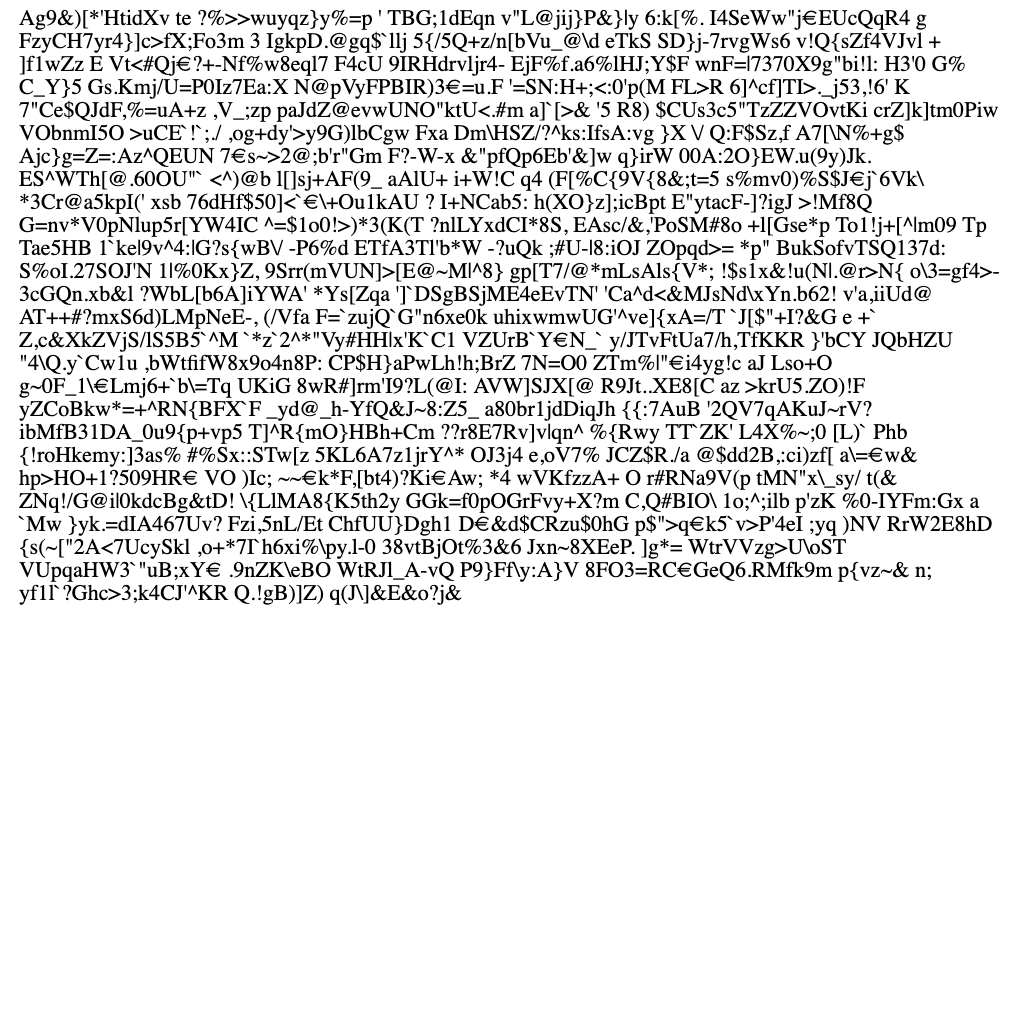 Ag9&)[*'HtidXv te ?%>>wuyqz}y%=p ' TBG;1dEqn v"L@jij}P&}|y 6:k[%. I4SeWw"j€EUcQqR4 g
FzyCH7yr4}]c>fX;Fo3m 3 IgkpD.@gq$`llj 5{/5Q+z/n[bVu_@\d eTkS SD}j-7rvgWs6 v!Q{sZf4VJvl +
]f1wZz E Vt<#Qj€?+-Nf%w8eql7 F4cU 9IRHdrvljr4- EjF%f.a6%lHJ;Y$F wnF=|7370X9g"bi!l: H3'0 G%
C_Y}5 Gs.Kmj/U=P0Iz7Ea:X N@pVyFPBIR)3€=u.F '=SN:H+;<:0'p(M FL>R 6]^cf]TI>._j53,!6' K
7"Ce$QJdF,%=uA+z ,V_;zp paJdZ@evwUNO"ktU<.#m a]`[>& '5 R8) $CUs3c5"TzZZVOvtKi crZ]k]tm0Piw
VObnmI5O >uCE`!`;./ ,og+dy'>y9G)lbCgw Fxa Dm\HSZ/?^ks:IfsA:vg }X \/ Q:F$Sz,f A7[\N%+g$
Ajc}g=Z=:Az^QEUN 7€s~>2@;b'r"Gm F?-W-x &"pfQp6Eb'&]w q}irW 00A:2O}EW.u(9y)Jk.
ES^WTh[@.60OU"` <^)@b l[]sj+AF(9_ aAlU+ i+W!C q4 (F[%C{9V{8&;t=5 s%mv0)%S$J€j`6Vk\
*3Cr@a5kpI(' xsb 76dHf$50]<`€\+Ou1kAU ? I+NCab5: h(XO}z];icBpt E"ytacF-]?igJ >!Mf8Q
G=nv*V0pN|up5r[YW4IC ^=$1o0!>)*3(K(T ?nlLYxdCI*8S, EAsc/&,'PoSM#8o +l[Gse*p To1!j+[^|m09 Tp
Tae5HB 1`ke|9v^4:|G?s{wB\/ -P6%d ETfA3Tl'b*W -?uQk ;#U-|8:iOJ ZOpqd>= *p" BukSofvTSQ137d:
S%oI.27SOJ'N 1|%0Kx}Z, 9Srr(mVUN]>[E@~M|^8} gp[T7/@*mLsAls{V*; !$s1x&!u(N|.@r>N{ o\3=gf4>-
3cGQn.xb&l ?WbL[b6A]iYWA' *Ys[Zqa ']`DSgBSjME4eEvTN' 'Ca^d<&MJsNd\xYn.b62! v'a,iiUd@
AT++#?mxS6d)LMpNeE-, (/Vfa F=`zujQ`G"n6xe0k uhixwmwUG'^ve]{xA=/T `J[$"+I?&G e +`
Z,c&XkZVjS/lS5B5`^M `*z`2^*"Vy#HH|x'K`C1 VZUrB`Y€N_` y/JTvFtUa7/h,TfKKR }'bCY JQbHZU
"4\Q.y`Cw1u ,bWtfifW8x9o4n8P: CP$H}aPwLh!h;BrZ 7N=O0 ZTm%|"€i4yg!c aJ Lso+O
g~0F_1\€Lmj6+`b\=Tq UKiG 8wR#]rm'I9?L(@I: AVW]SJX[@ R9Jt..XE8[C az >krU5.ZO)!F
yZCoBkw*=+^RN{BFX`F _yd@_h-YfQ&J~8:Z5_ a80br1jdDiqJh {{:7AuB '2QV7qAKuJ~rV?
ibMfB31DA_0u9{p+vp5 T]^R{mO}HBh+Cm ??r8E7Rv]v|qn^ %{Rwy TT`ZK' L4X%~;0 [L)` Phb
{!roHkemy:]3as% #%Sx::STw[z 5KL6A7z1jrY^* OJ3j4 e,oV7% JCZ$R./a @$dd2B,:ci)zf[ a\=€w&
hp>HO+1?509HR€ VO )Ic; ~~€k*F,[bt4)?Ki€Aw; *4 wVKfzzA+ O r#RNa9V(p tMN"x\_sy/ t(&
ZNq!/G@i|0kdcBg&tD! \{LlMA8{K5th2y GGk=f0pOGrFvy+X?m C,Q#BIO\ 1o;^;ilb p'zK %0-IYFm:Gx a
`Mw }yk.=dIA467Uv? Fzi,5nL/Et ChfUU}Dgh1 D€&d$CRzu$0hG p$">q€k5`v>P'4eI ;yq )NV RrW2E8hD
{s(~["2A<7UcySkl ,o+*7I`h6xi%\py.l-0 38vtBjOt%3&6 Jxn~8XEeP. ]g*= WtrVVzg>U\oST
VUpqaHW3`"uB;xY€ .9nZK\eBO WtRJl_A-vQ P9}Ff\y:A}V 8FO3=RC€GeQ6.RMfk9m p{vz~& n;
yf1I`?Ghc>3;k4CJ'^KR Q.!gB)]Z) q(J\]&E&o?j&